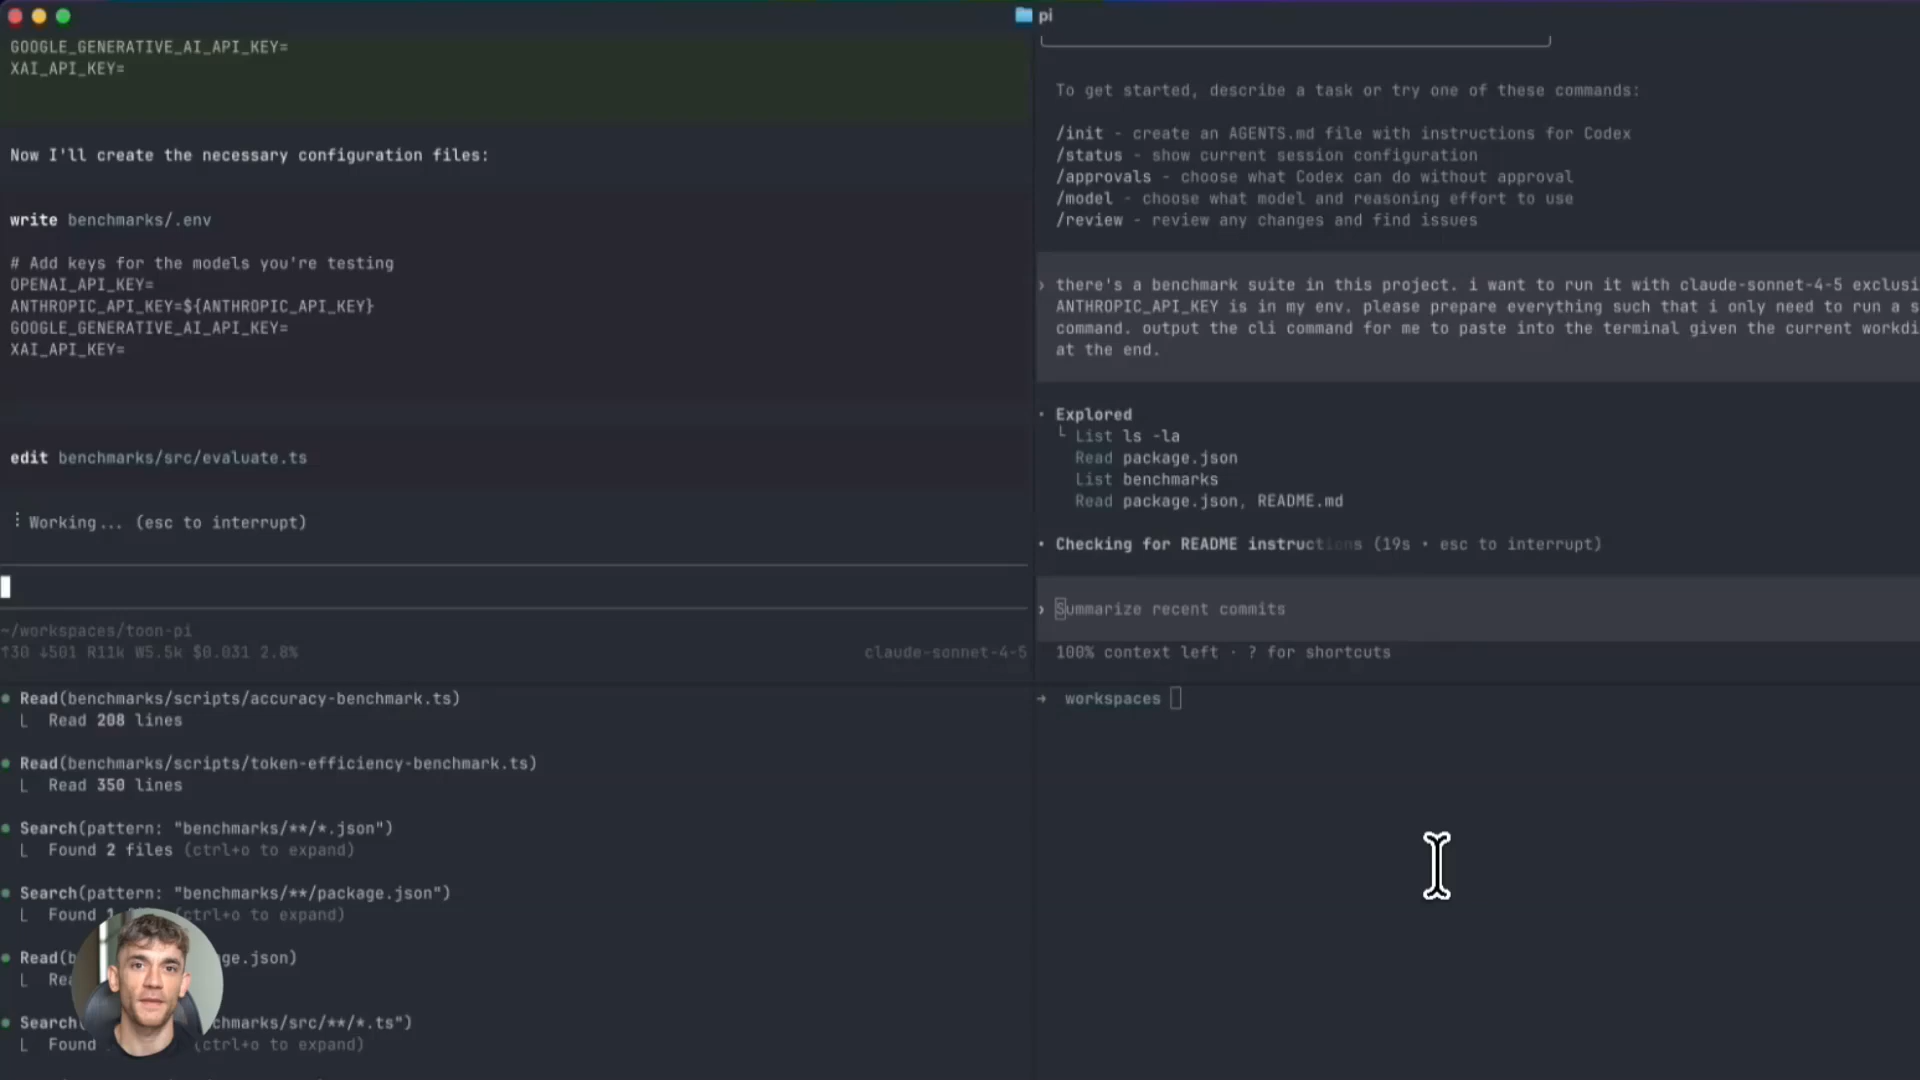 pi
GOOGLE_GENERATIVE_AI_API_KEY=
XAI_API_KEY=
Now I'll create the necessary configuration files:
write benchmarks/.env
# Add keys for the models you're testing
OPENAI_API_KEY=
ANTHROPIC_API_KEY=${ANTHROPIC_API_KEY}
GOOGLE_GENERATIVE_AI_API_KEY=
XAI_API_KEY=
edit benchmarks/src/evaluate.ts
Working... (esc to interrupt)
~/workspaces/toon-pi
↑30 ↓501 R11k W5.5k $0.031 2.8%
claude-sonnet-4-5
To get started, describe a task or try one of these commands:
/init - create an AGENTS.md file with instructions for Codex
/status - show current session configuration
/approvals - choose what Codex can do without approval
/model - choose what model and reasoning effort to use
/review - review any changes and find issues
› there's a benchmark suite in this project. i want to run it with claude-sonnet-4-5 exclusi
ANTHROPIC_API_KEY is in my env. please prepare everything such that i only need to run a s
command. output the cli command for me to paste into the terminal given the current workdi
at the end.
• Explored
└ List ls -la
Read package.json
List benchmarks
Read package.json, README.md
• Checking for README instructions (19s • esc to interrupt)
› Summarize recent commits
100% context left · ? for shortcuts
● Read(benchmarks/scripts/accuracy-benchmark.ts)
⎿ Read 208 lines
● Read(benchmarks/scripts/token-efficiency-benchmark.ts)
⎿ Read 350 lines
● Search(pattern: "benchmarks/**/*.json")
⎿ Found 2 files (ctrl+o to expand)
● Search(pattern: "benchmarks/**/package.json")
⎿ Found (ctrl+o to expand)
● Read( ge.json)
⎿
● Search( chmarks/src/**/*.ts")
⎿ Found (ctrl+o to expand)
→ workspaces